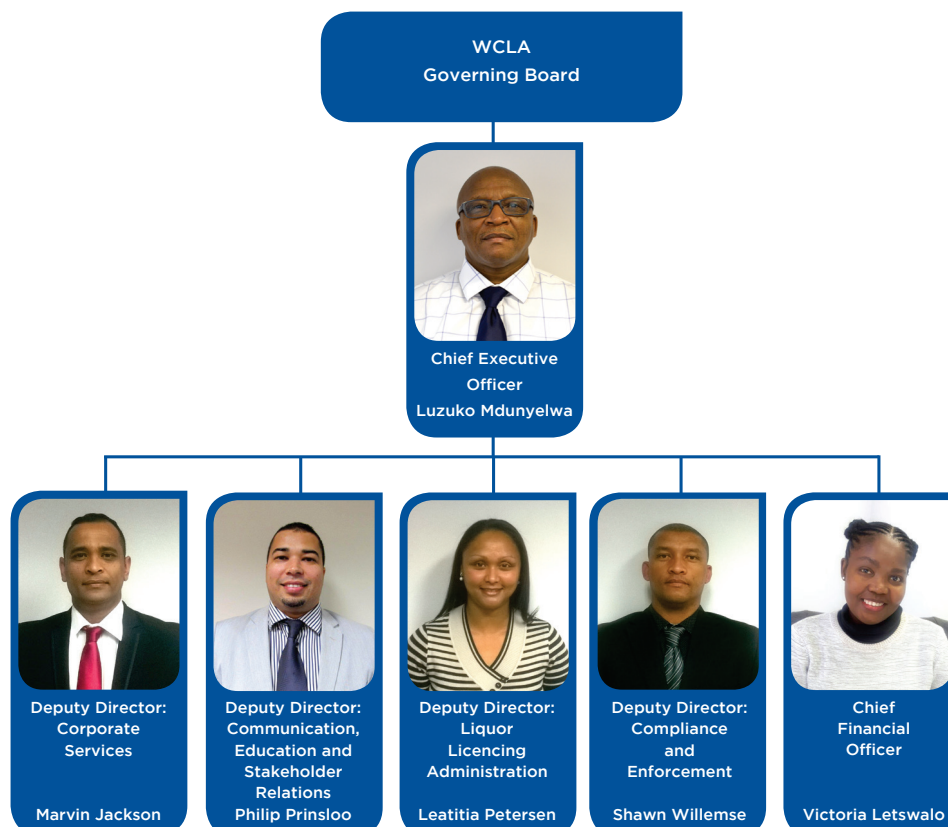 WCLA
Governing Board
Chief Executive
Officer
Luzuko Mdunyelwa
Deputy Director:
Corporate
Services
Marvin Jackson
Deputy Director:
Communication,
Education and
Stakeholder
Relations
Philip Prinsloo
Deputy Director:
Liquor
Licencing
Administration
Leatitia Petersen
Deputy Director:
Compliance
and
Enforcement
Shawn Willemse
Chief
Financial
Officer
Victoria Letswalo